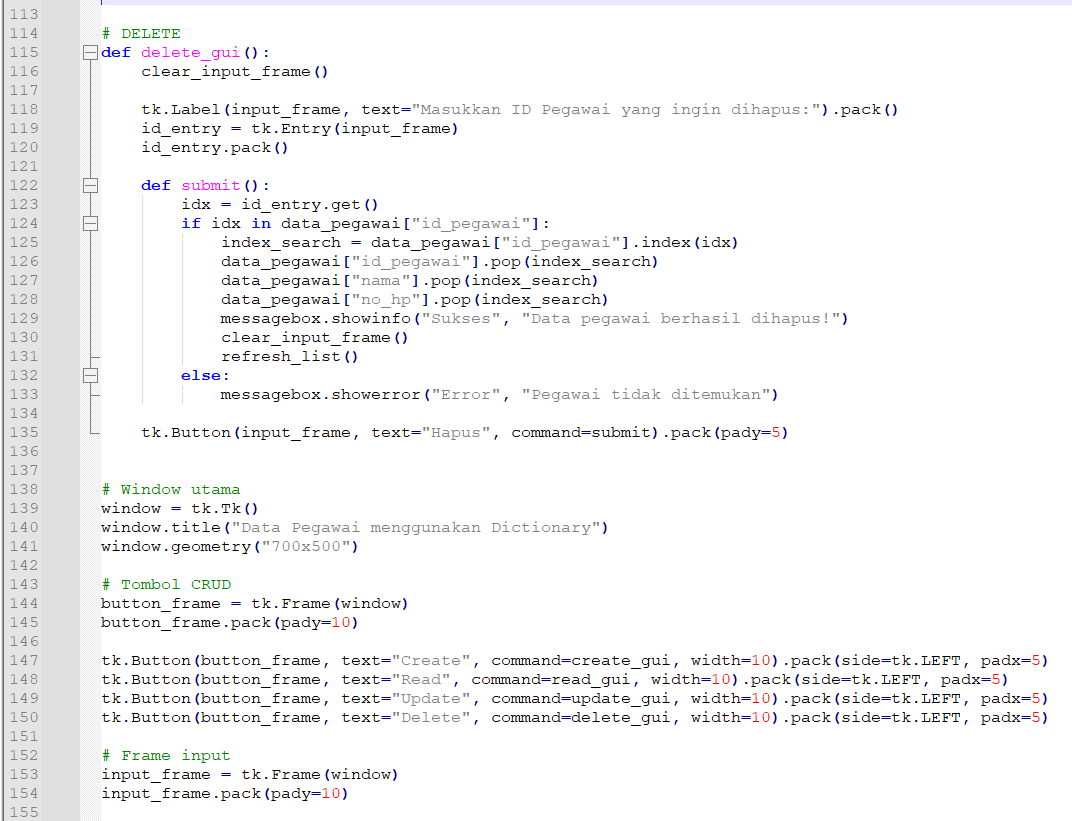 113
114 # DELETE
115 def delete_gui():
116     clear_input_frame()
117
118     tk.Label(input_frame, text="Masukkan ID Pegawai yang ingin dihapus:").pack()
119     id_entry = tk.Entry(input_frame)
120     id_entry.pack()
121
122     def submit():
123         idx = id_entry.get()
124         if idx in data_pegawai["id_pegawai"]:
125             index_search = data_pegawai["id_pegawai"].index(idx)
126             data_pegawai["id_pegawai"].pop(index_search)
127             data_pegawai["nama"].pop(index_search)
128             data_pegawai["no_hp"].pop(index_search)
129             messagebox.showinfo("Sukses", "Data pegawai berhasil dihapus!")
130             clear_input_frame()
131             refresh_list()
132         else:
133             messagebox.showerror("Error", "Pegawai tidak ditemukan")
134
135     tk.Button(input_frame, text="Hapus", command=submit).pack(pady=5)
136
137
138 # Window utama
139 window = tk.Tk()
140 window.title("Data Pegawai menggunakan Dictionary")
141 window.geometry("700x500")
142
143 # Tombol CRUD
144 button_frame = tk.Frame(window)
145 button_frame.pack(pady=10)
146
147 tk.Button(button_frame, text="Create", command=create_gui, width=10).pack(side=tk.LEFT, padx=5)
148 tk.Button(button_frame, text="Read", command=read_gui, width=10).pack(side=tk.LEFT, padx=5)
149 tk.Button(button_frame, text="Update", command=update_gui, width=10).pack(side=tk.LEFT, padx=5)
150 tk.Button(button_frame, text="Delete", command=delete_gui, width=10).pack(side=tk.LEFT, padx=5)
151
152 # Frame input
153 input_frame = tk.Frame(window)
154 input_frame.pack(pady=10)
155